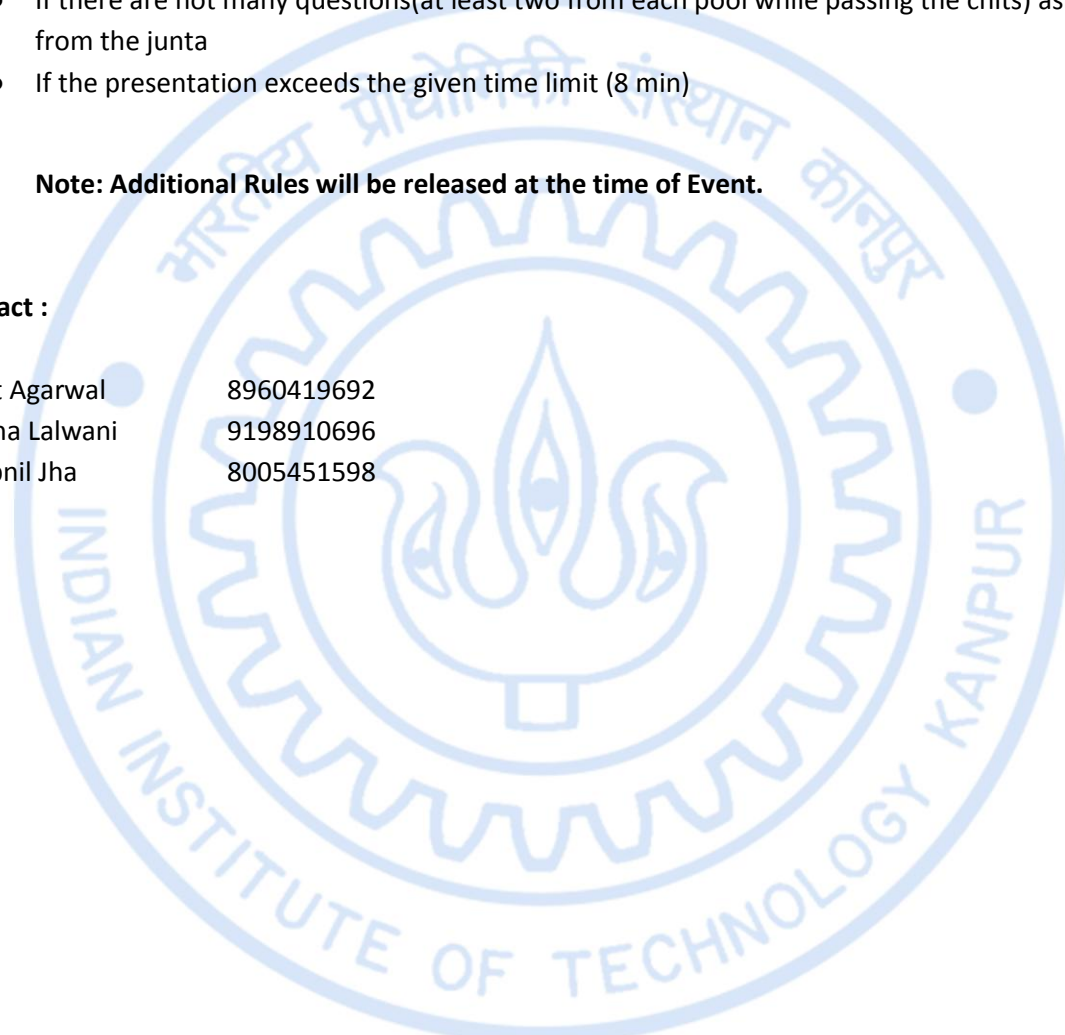 If there are not many questions(at least two from each pool while passing the chits) as
from the junta
• If the presentation exceeds the given time limit (8 min)
Note: Additional Rules will be released at the time of Event.
act :
t Agarwal 8960419692
na Lalwani 9198910696
onil Jha 8005451598
भारतीय प्रौद्योगिकी संस्थान कानपुर
INDIAN INSTITUTE OF TECHNOLOGY KANPUR